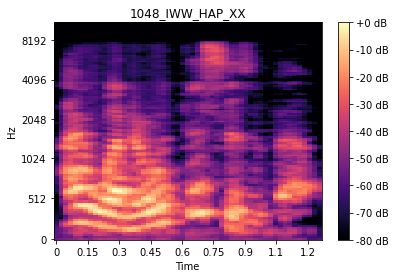 1048_IWW_HAP_XX
+0 dB
8192
-10 dB
4096
-20 dB
-30 dB
2048
-40 dB
Hz
1024
-50 dB
512
-60 dB
-70 dB
0
-80 dB
0 0.15 0.3 0.45 0.6 0.75 0.9 1.1 1.2
Time